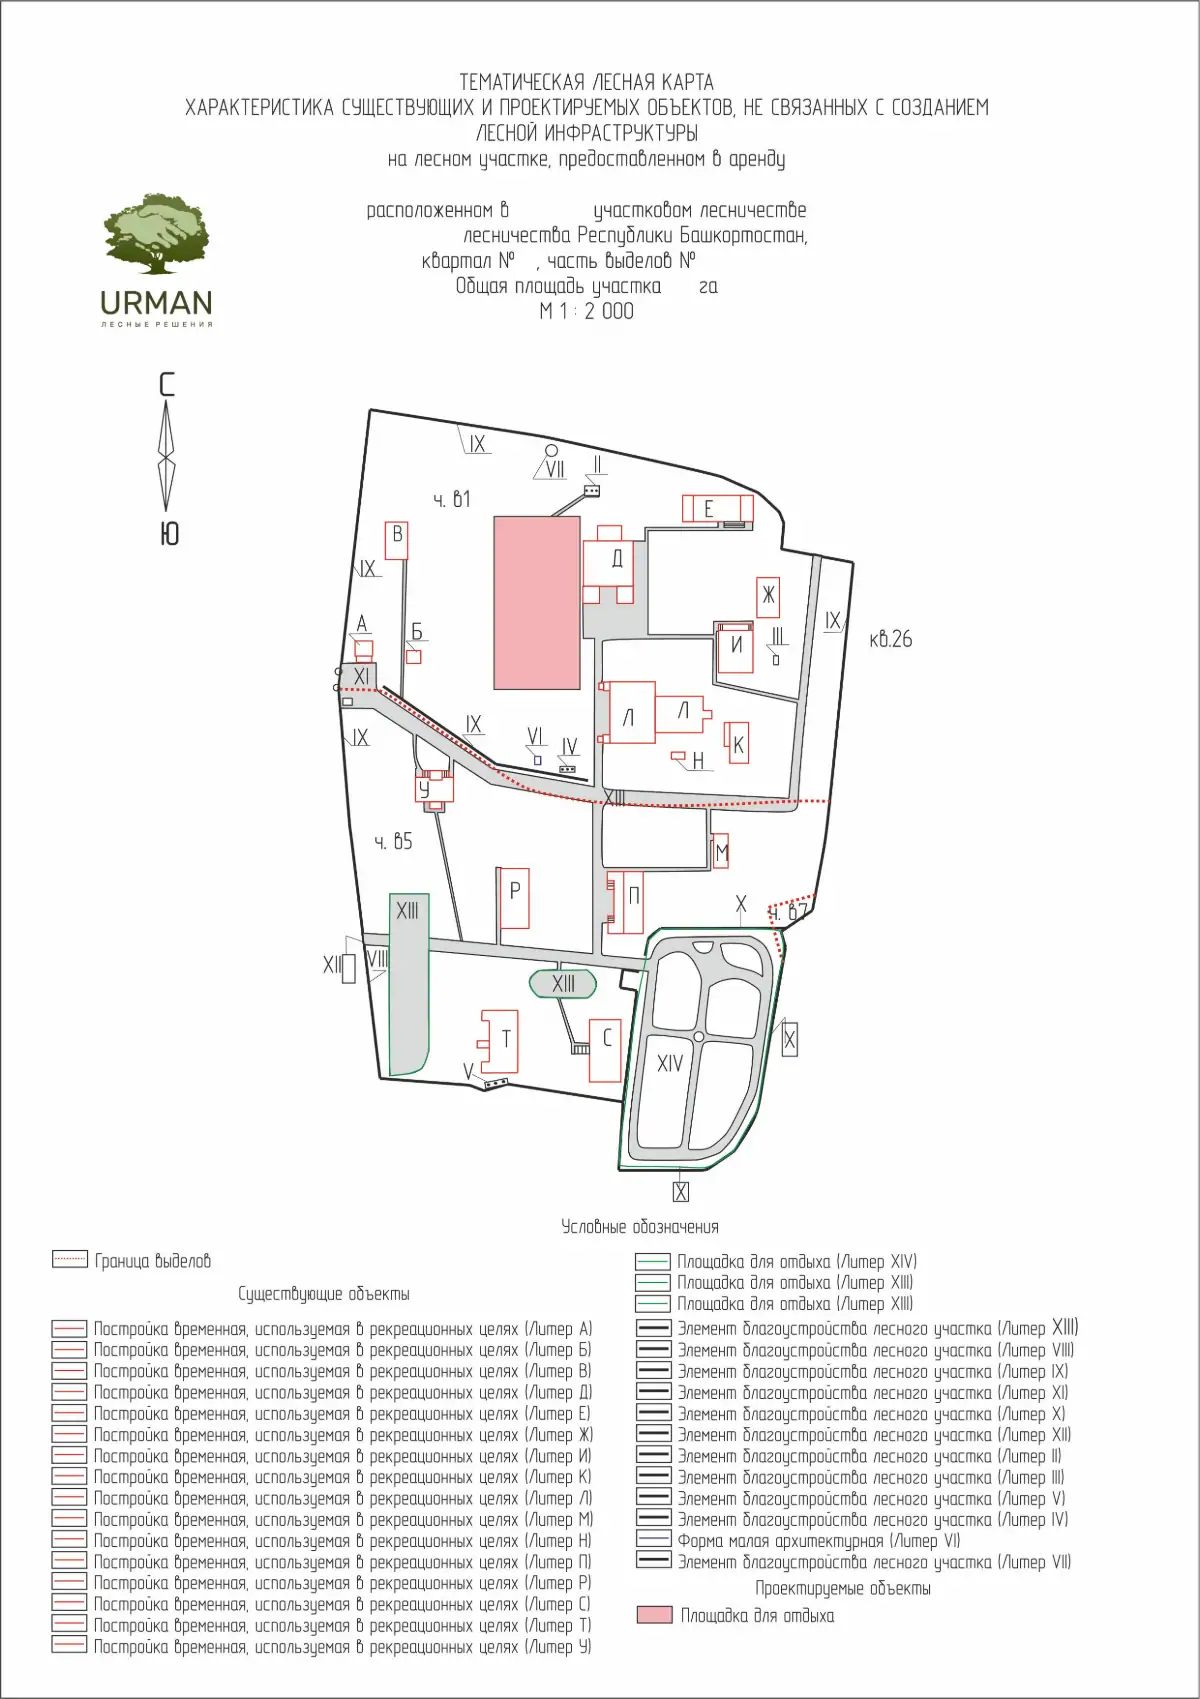 ТЕМАТИЧЕСКАЯ ЛЕСНАЯ КАРТА
ХАРАКТЕРИСТИКА СУЩЕСТВУЮЩИХ И ПРОЕКТИРУЕМЫХ ОБЪЕКТОВ, НЕ СВЯЗАННЫХ С СОЗДАНИЕМ
ЛЕСНОЙ ИНФРАСТРУКТУРЫ
на лесном участке, предоставленном в аренду
расположенном в участковом лесничестве
лесничества Республики Башкортостан,
квартал № , часть выделов №
Общая площадь участка га
М 1 : 2 000
URMAN
ЛЕСНЫЕ РЕШЕНИЯ
С
Ю
IX
VII
II
ч. в1
Е
В
Д
IX
Ж
А
Б
IX
III
И
кв.26
XI
Л
Л
IX
IX
VI
IV
К
Н
У
XIII
ч. в5
М
Р
П
X
ч. в7
XIII
XII
VIII
XIII
Т
С
X
XIV
V
X
Условные обозначения
Граница выделов
Существующие объекты
Постройка временная, используемая в рекреационных целях (Литер А)
Постройка временная, используемая в рекреационных целях (Литер Б)
Постройка временная, используемая в рекреационных целях (Литер В)
Постройка временная, используемая в рекреационных целях (Литер Д)
Постройка временная, используемая в рекреационных целях (Литер Е)
Постройка временная, используемая в рекреационных целях (Литер Ж)
Постройка временная, используемая в рекреационных целях (Литер И)
Постройка временная, используемая в рекреационных целях (Литер К)
Постройка временная, используемая в рекреационных целях (Литер Л)
Постройка временная, используемая в рекреационных целях (Литер М)
Постройка временная, используемая в рекреационных целях (Литер Н)
Постройка временная, используемая в рекреационных целях (Литер П)
Постройка временная, используемая в рекреационных целях (Литер Р)
Постройка временная, используемая в рекреационных целях (Литер С)
Постройка временная, используемая в рекреационных целях (Литер Т)
Постройка временная, используемая в рекреационных целях (Литер У)
Площадка для отдыха (Литер XIV)
Площадка для отдыха (Литер XIII)
Площадка для отдыха (Литер XIII)
Элемент благоустройства лесного участка (Литер XIII)
Элемент благоустройства лесного участка (Литер VIII)
Элемент благоустройства лесного участка (Литер IX)
Элемент благоустройства лесного участка (Литер XI)
Элемент благоустройства лесного участка (Литер X)
Элемент благоустройства лесного участка (Литер XII)
Элемент благоустройства лесного участка (Литер II)
Элемент благоустройства лесного участка (Литер III)
Элемент благоустройства лесного участка (Литер V)
Элемент благоустройства лесного участка (Литер IV)
Форма малая архитектурная (Литер VI)
Элемент благоустройства лесного участка (Литер VII)
Проектируемые объекты
Площадка для отдыха